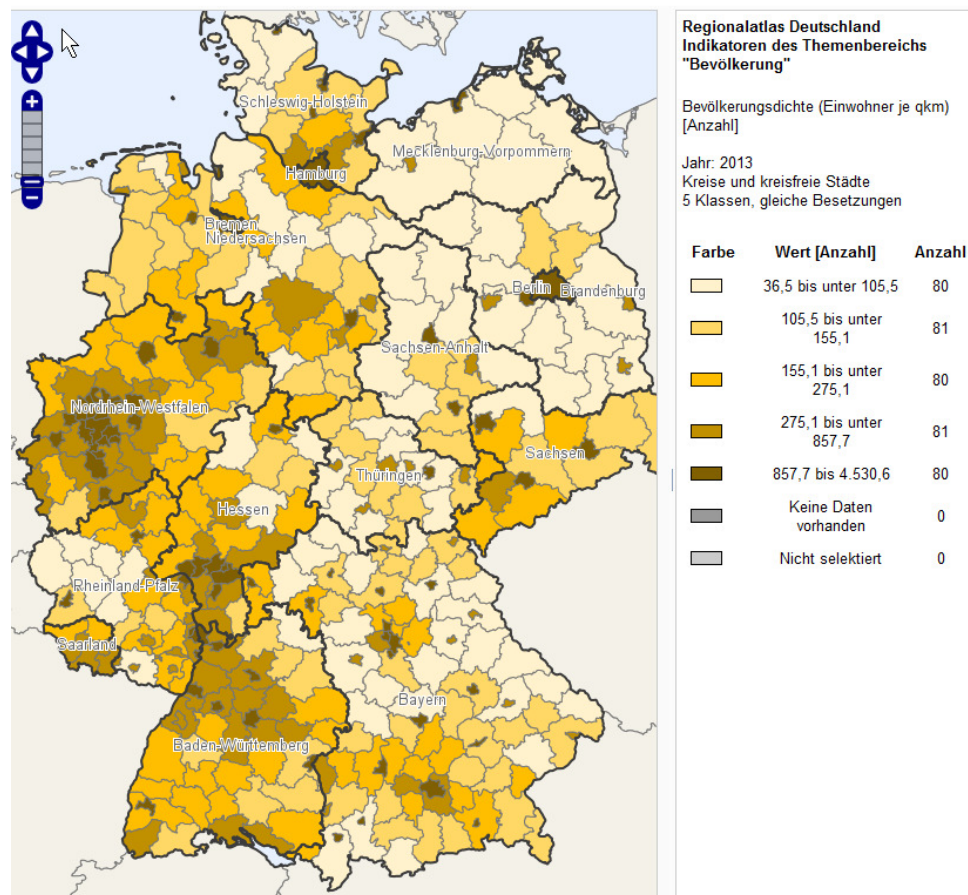 Regionalatlas Deutschland
Indikatoren des Themenbereichs
"Bevölkerung"
Bevölkerungsdichte (Einwohner je qkm)
[Anzahl]
Jahr: 2013
Kreise und kreisfreie Städte
5 Klassen, gleiche Besetzungen
Farbe Wert [Anzahl] Anzahl
36,5 bis unter 105,5 80
105,5 bis unter 155,1 81
155,1 bis unter 275,1 80
275,1 bis unter 857,7 81
857,7 bis 4.530,6 80
Keine Daten vorhanden 0
Nicht selektiert 0
Schleswig-Holstein
Mecklenburg-Vorpommern
Hamburg
Bremen
Niedersachsen
Berlin
Brandenburg
Sachsen-Anhalt
Nordrhein-Westfalen
Sachsen
Thüringen
Hessen
Rheinland-Pfalz
Saarland
Bayern
Baden-Württemberg